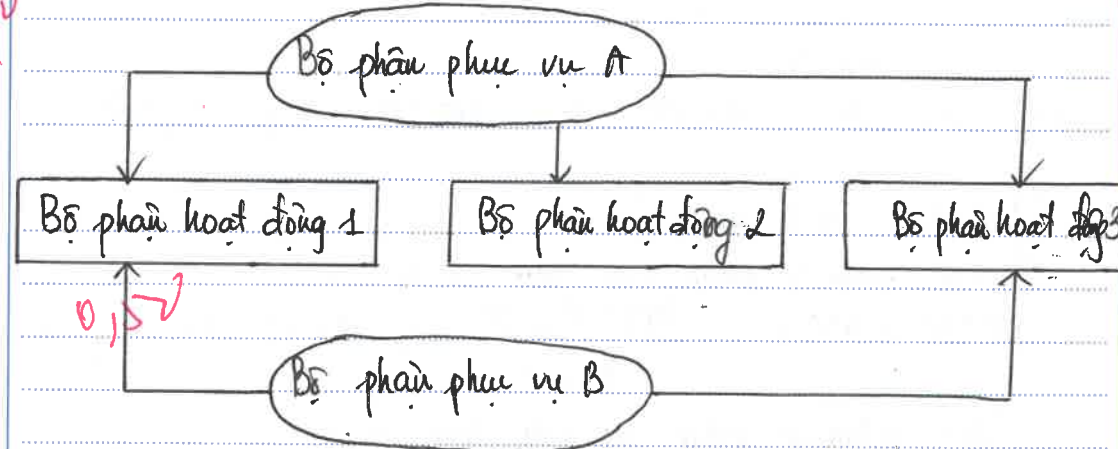 Bộ phận phục vụ A
Bộ phận hoạt động 1
Bộ phận hoạt động 2
Bộ phận hoạt động 3
0,5
Bộ phận phục vụ B